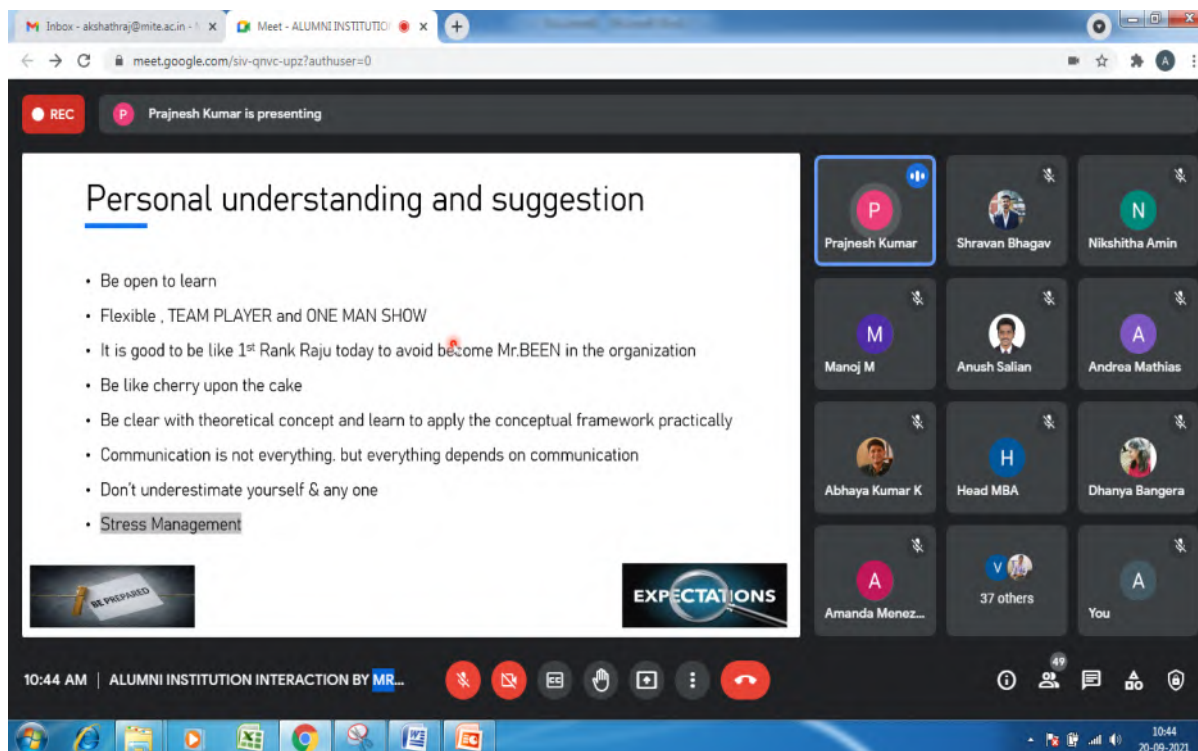 Inbox - akshathraj@mite.ac.in -
Meet - ALUMNI INSTITUTIO
meet.google.com/siv-qnvc-upz?authuser=0
A
REC
P
Prajnesh Kumar is presenting
Personal understanding and suggestion
• Be open to learn
• Flexible , TEAM PLAYER and ONE MAN SHOW
• It is good to be like 1st Rank Raju today to avoid become Mr.BEEN in the organization
• Be like cherry upon the cake
• Be clear with theoretical concept and learn to apply the conceptual framework practically
• Communication is not everything. but everything depends on communication
• Don't underestimate yourself & any one
• Stress Management
BE PREPARED
EXPECTATIONS
P
Prajnesh Kumar
Shravan Bhagav
N
Nikshitha Amin
M
Manoj M
Anush Salian
A
Andrea Mathias
Abhaya Kumar K
H
Head MBA
Dhanya Bangera
A
Amanda Menez...
V
37 others
A
You
10:44 AM | ALUMNI INSTITUTION INTERACTION BY MR...
49
10:44
20-09-2021